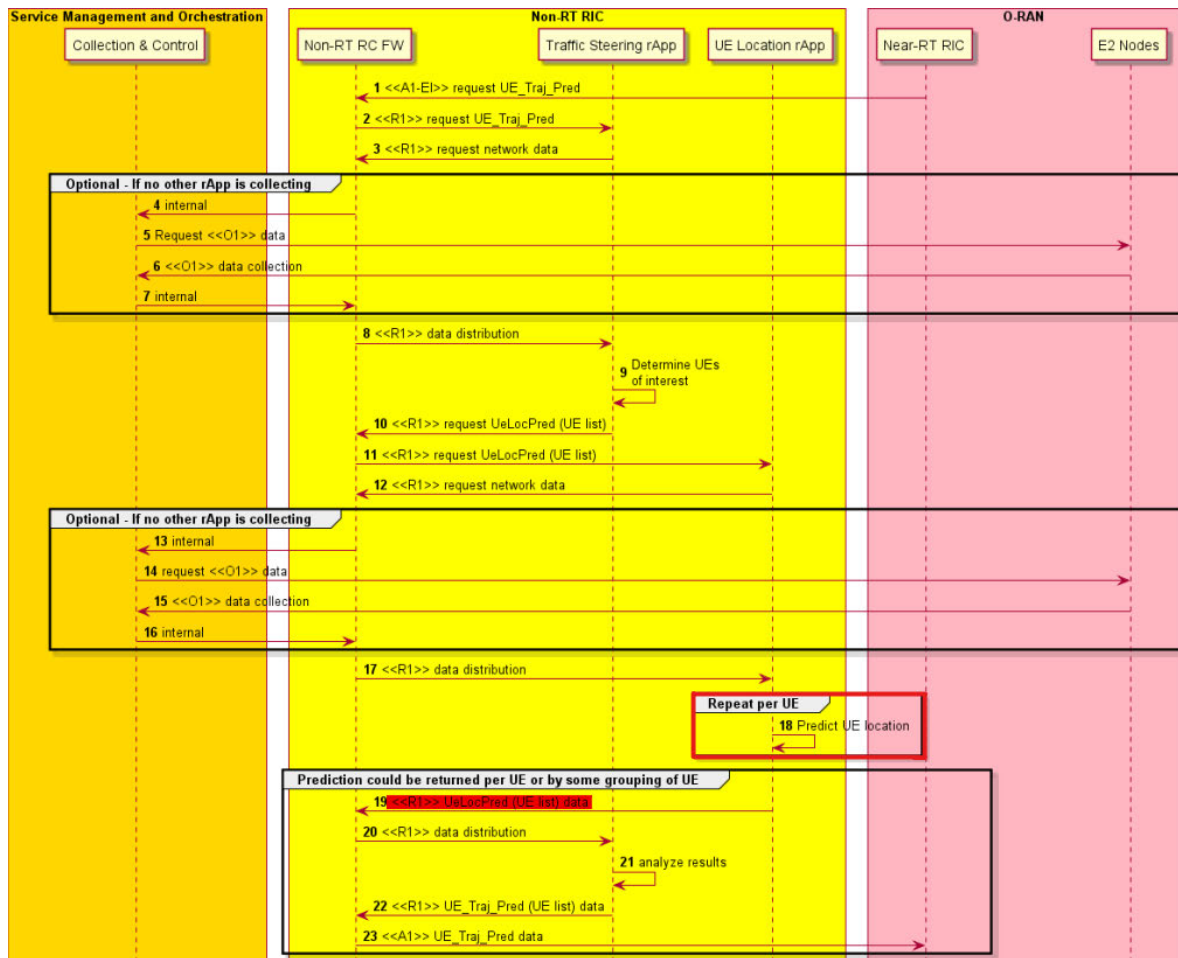 Service Management and Orchestration
Non-RT RIC
O-RAN
Collection & Control
Non-RT RC FW
Traffic Steering rApp
UE Location rApp
Near-RT RIC
E2 Nodes
1 <<A1-EI>> request UE_Traj_Pred
2 <<R1>> request UE_Traj_Pred
3 <<R1>> request network data
Optional - If no other rApp is collecting
4 internal
5 Request <<O1>> data
6 <<O1>> data collection
7 internal
8 <<R1>> data distribution
9 Determine UEs
of interest
10 <<R1>> request UeLocPred (UE list)
11 <<R1>> request UeLocPred (UE list)
12 <<R1>> request network data
Optional - If no other rApp is collecting
13 internal
14 request <<O1>> data
15 <<O1>> data collection
16 internal
17 <<R1>> data distribution
Repeat per UE
18 Predict UE location
Prediction could be returned per UE or by some grouping of UE
19 <<R1>> UeLocPred (UE list) data
20 <<R1>> data distribution
21 analyze results
22 <<R1>> UE_Traj_Pred (UE list) data
23 <<A1>> UE_Traj_Pred data